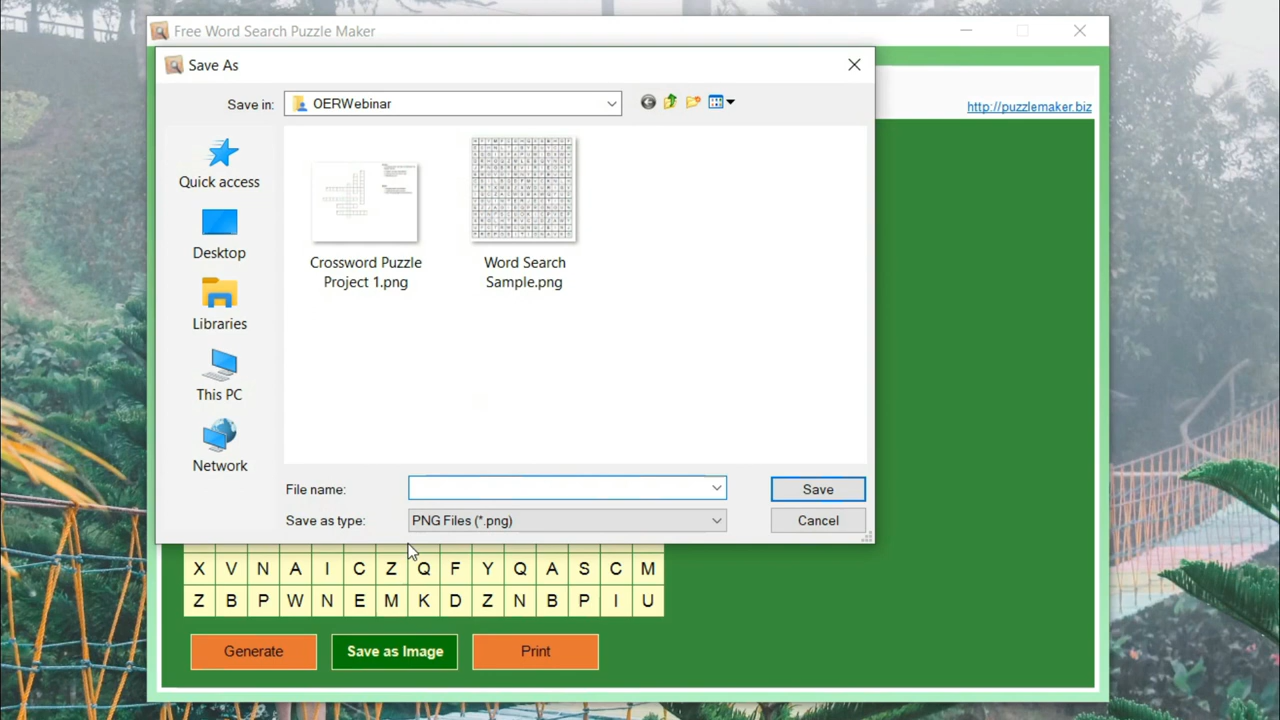 Free Word Search Puzzle Maker
Save As
Save in:
OERWebinar
http://puzzlemaker.biz
Quick access
Desktop
Libraries
This PC
Network
Crossword Puzzle
Project 1.png
Word Search
Sample.png
File name:
Save
Save as type:
PNG Files (*.png)
Cancel
X V N A I C Z Q F Y Q A S C M
Z B P W N E M K D Z N B P I U
Generate
Save as Image
Print